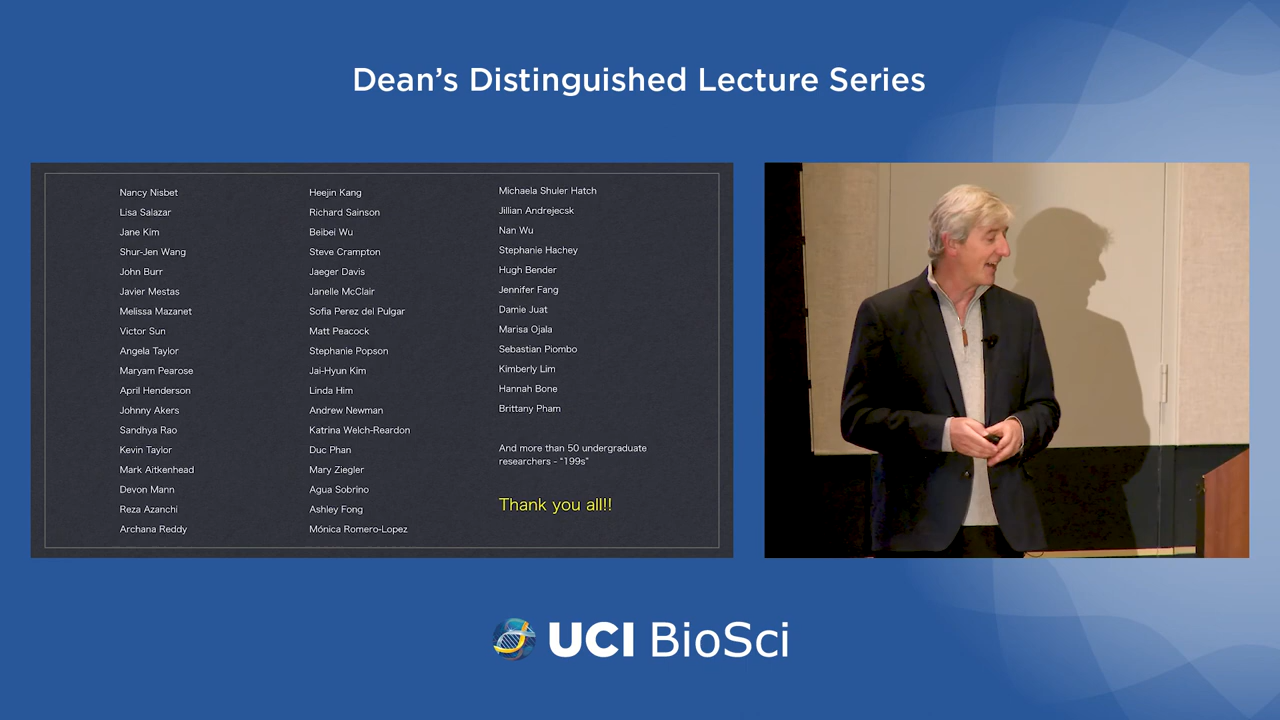 Dean's Distinguished Lecture Series
Nancy Nisbet
Lisa Salazar
Jane Kim
Shur-Jen Wang
John Burr
Javier Mestas
Melissa Mazanet
Victor Sun
Angela Taylor
Maryam Pearose
April Henderson
Johnny Akers
Sandhya Rao
Kevin Taylor
Mark Aitkenhead
Devon Mann
Reza Azanchi
Archana Reddy
Heejin Kang
Richard Sainson
Beibei Wu
Steve Crampton
Jaeger Davis
Janelle McClair
Sofia Perez del Pulgar
Matt Peacock
Stephanie Popson
Jai-Hyun Kim
Linda Him
Andrew Newman
Katrina Welch-Reardon
Duc Phan
Mary Ziegler
Agua Sobrino
Ashley Fong
Mónica Romero-Lopez
Michaela Shuler Hatch
Jillian Andrejecsk
Nan Wu
Stephanie Hachey
Hugh Bender
Jennifer Fang
Damie Juat
Marisa Ojala
Sebastian Piombo
Kimberly Lim
Hannah Bone
Brittany Pham
And more than 50 undergraduate
researchers - "199s"
Thank you all!!
UCI BioSci